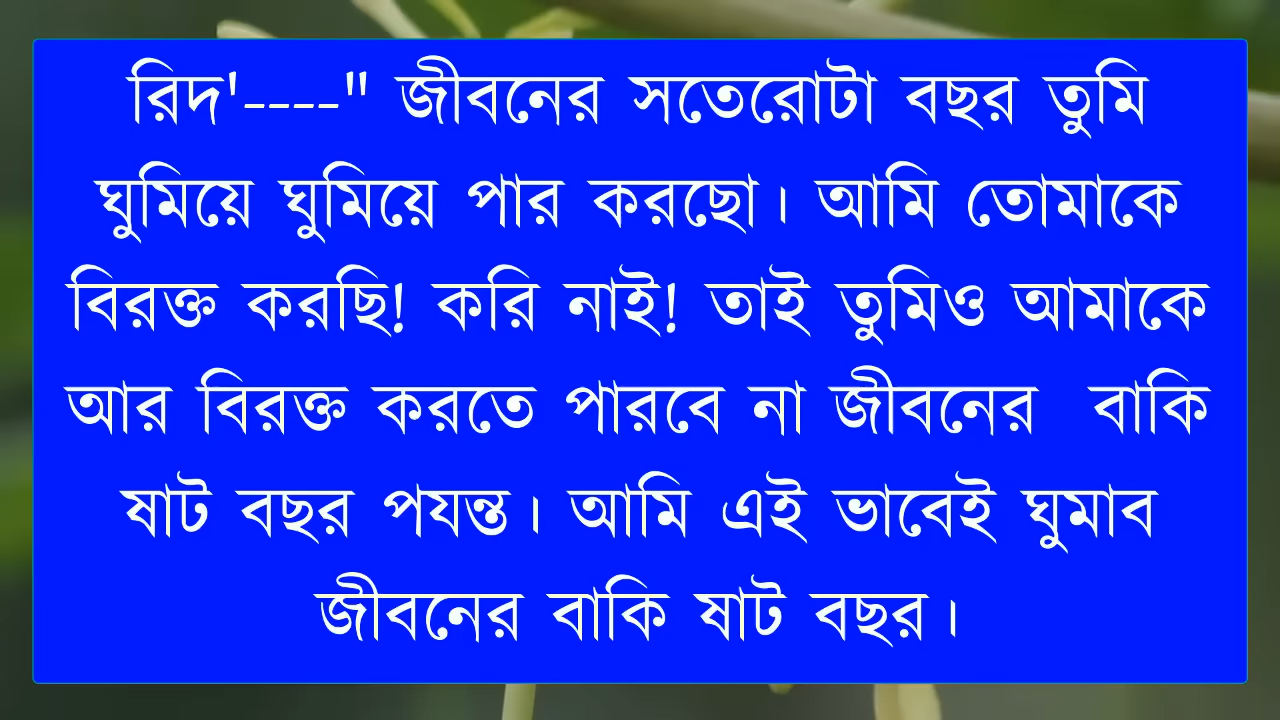 রিদ'----" জীবনের সতেরোটা বছর তুমি
ঘুমিয়ে ঘুমিয়ে পার করছো। আমি তোমাকে
বিরক্ত করছি! করি নাই! তাই তুমিও আমাকে
আর বিরক্ত করতে পারবে না জীবনের  বাকি
ষাট বছর পযন্ত। আমি এই ভাবেই ঘুমাব
জীবনের বাকি ষাট বছর।